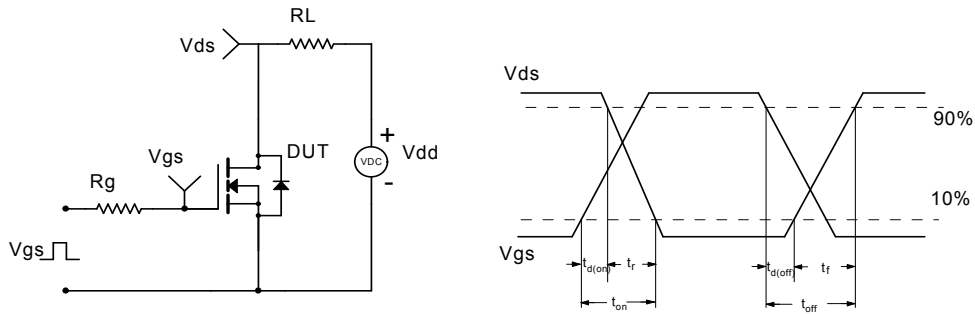 RL
Vds
Vds
90%
+
DUT
Vgs
VDC
Vdd
Rg
-
10%
Vgs
Vgs
td(on)
tr
td(off)
tf
ton
toff